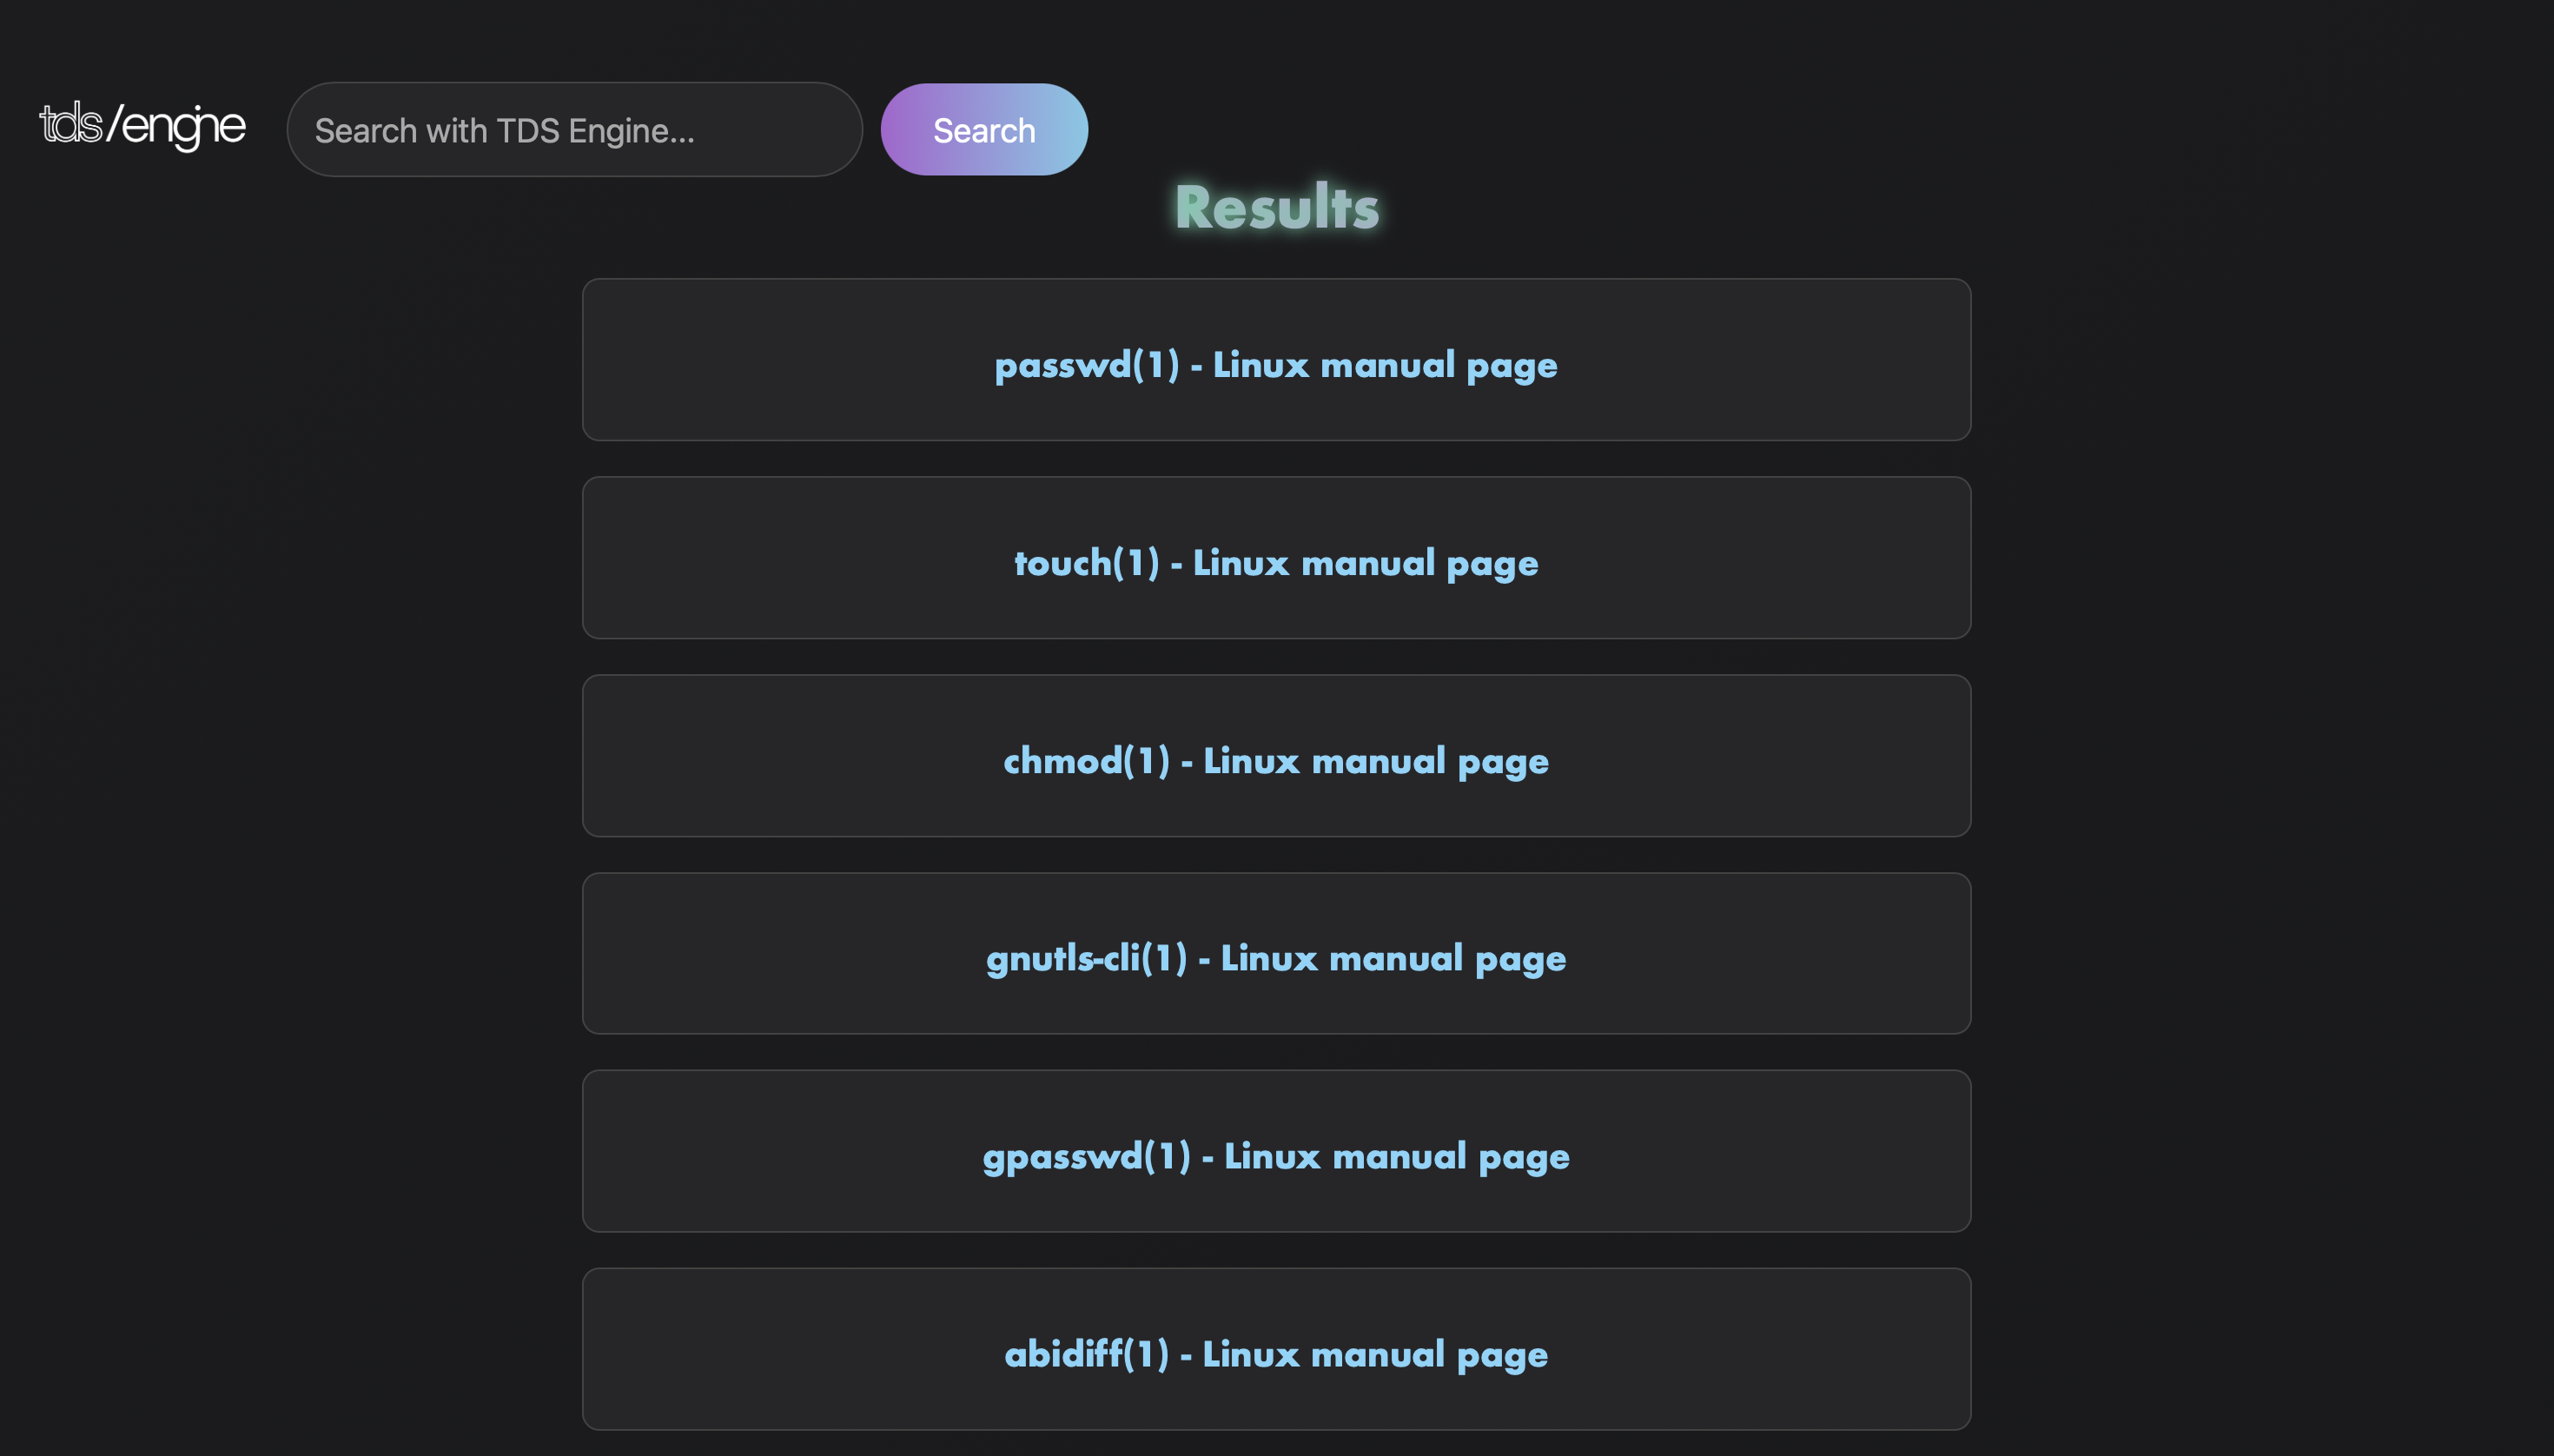 tds/engine
Search with TDS Engine...
Search
Results
passwd(1) - Linux manual page
touch(1) - Linux manual page
chmod(1) - Linux manual page
gnutls-cli(1) - Linux manual page
gpasswd(1) - Linux manual page
abidiff(1) - Linux manual page